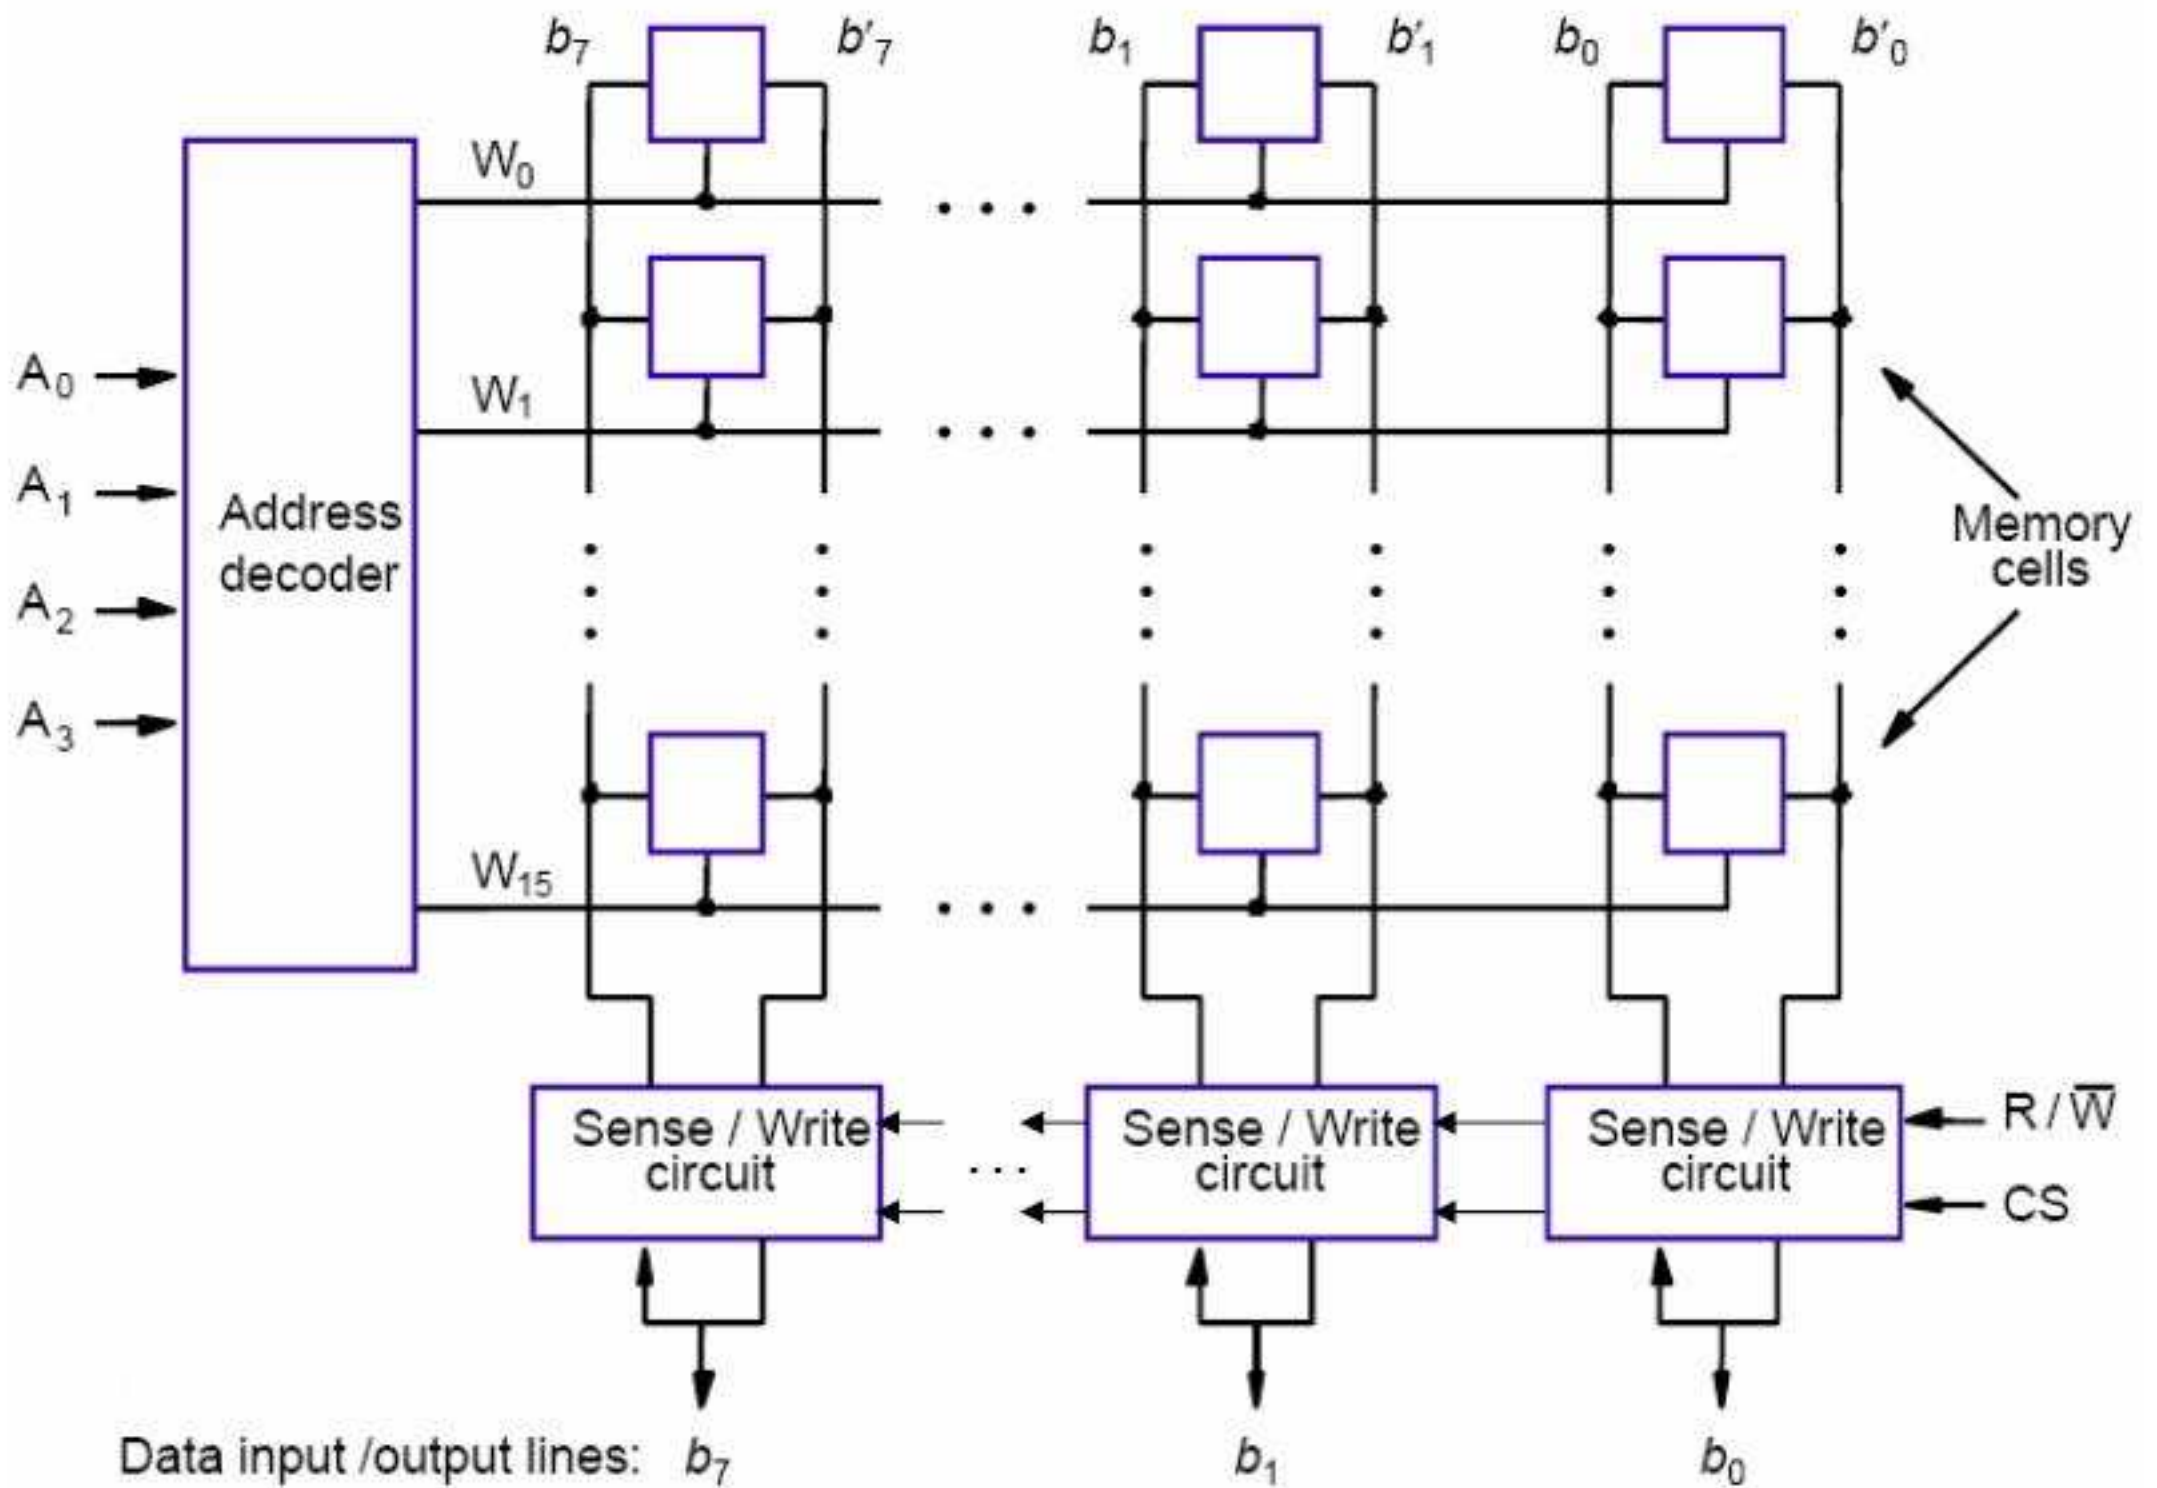 b₇ b′₇ b₁ b′₁ b₀ b′₀
W₀
A₀
W₁
A₁
Address
decoder
Memory
cells
A₂
A₃
W₁₅
Sense / Write
circuit
Sense / Write
circuit
Sense / Write
circuit
R / W̅
CS
Data input /output lines: b₇ b₁ b₀